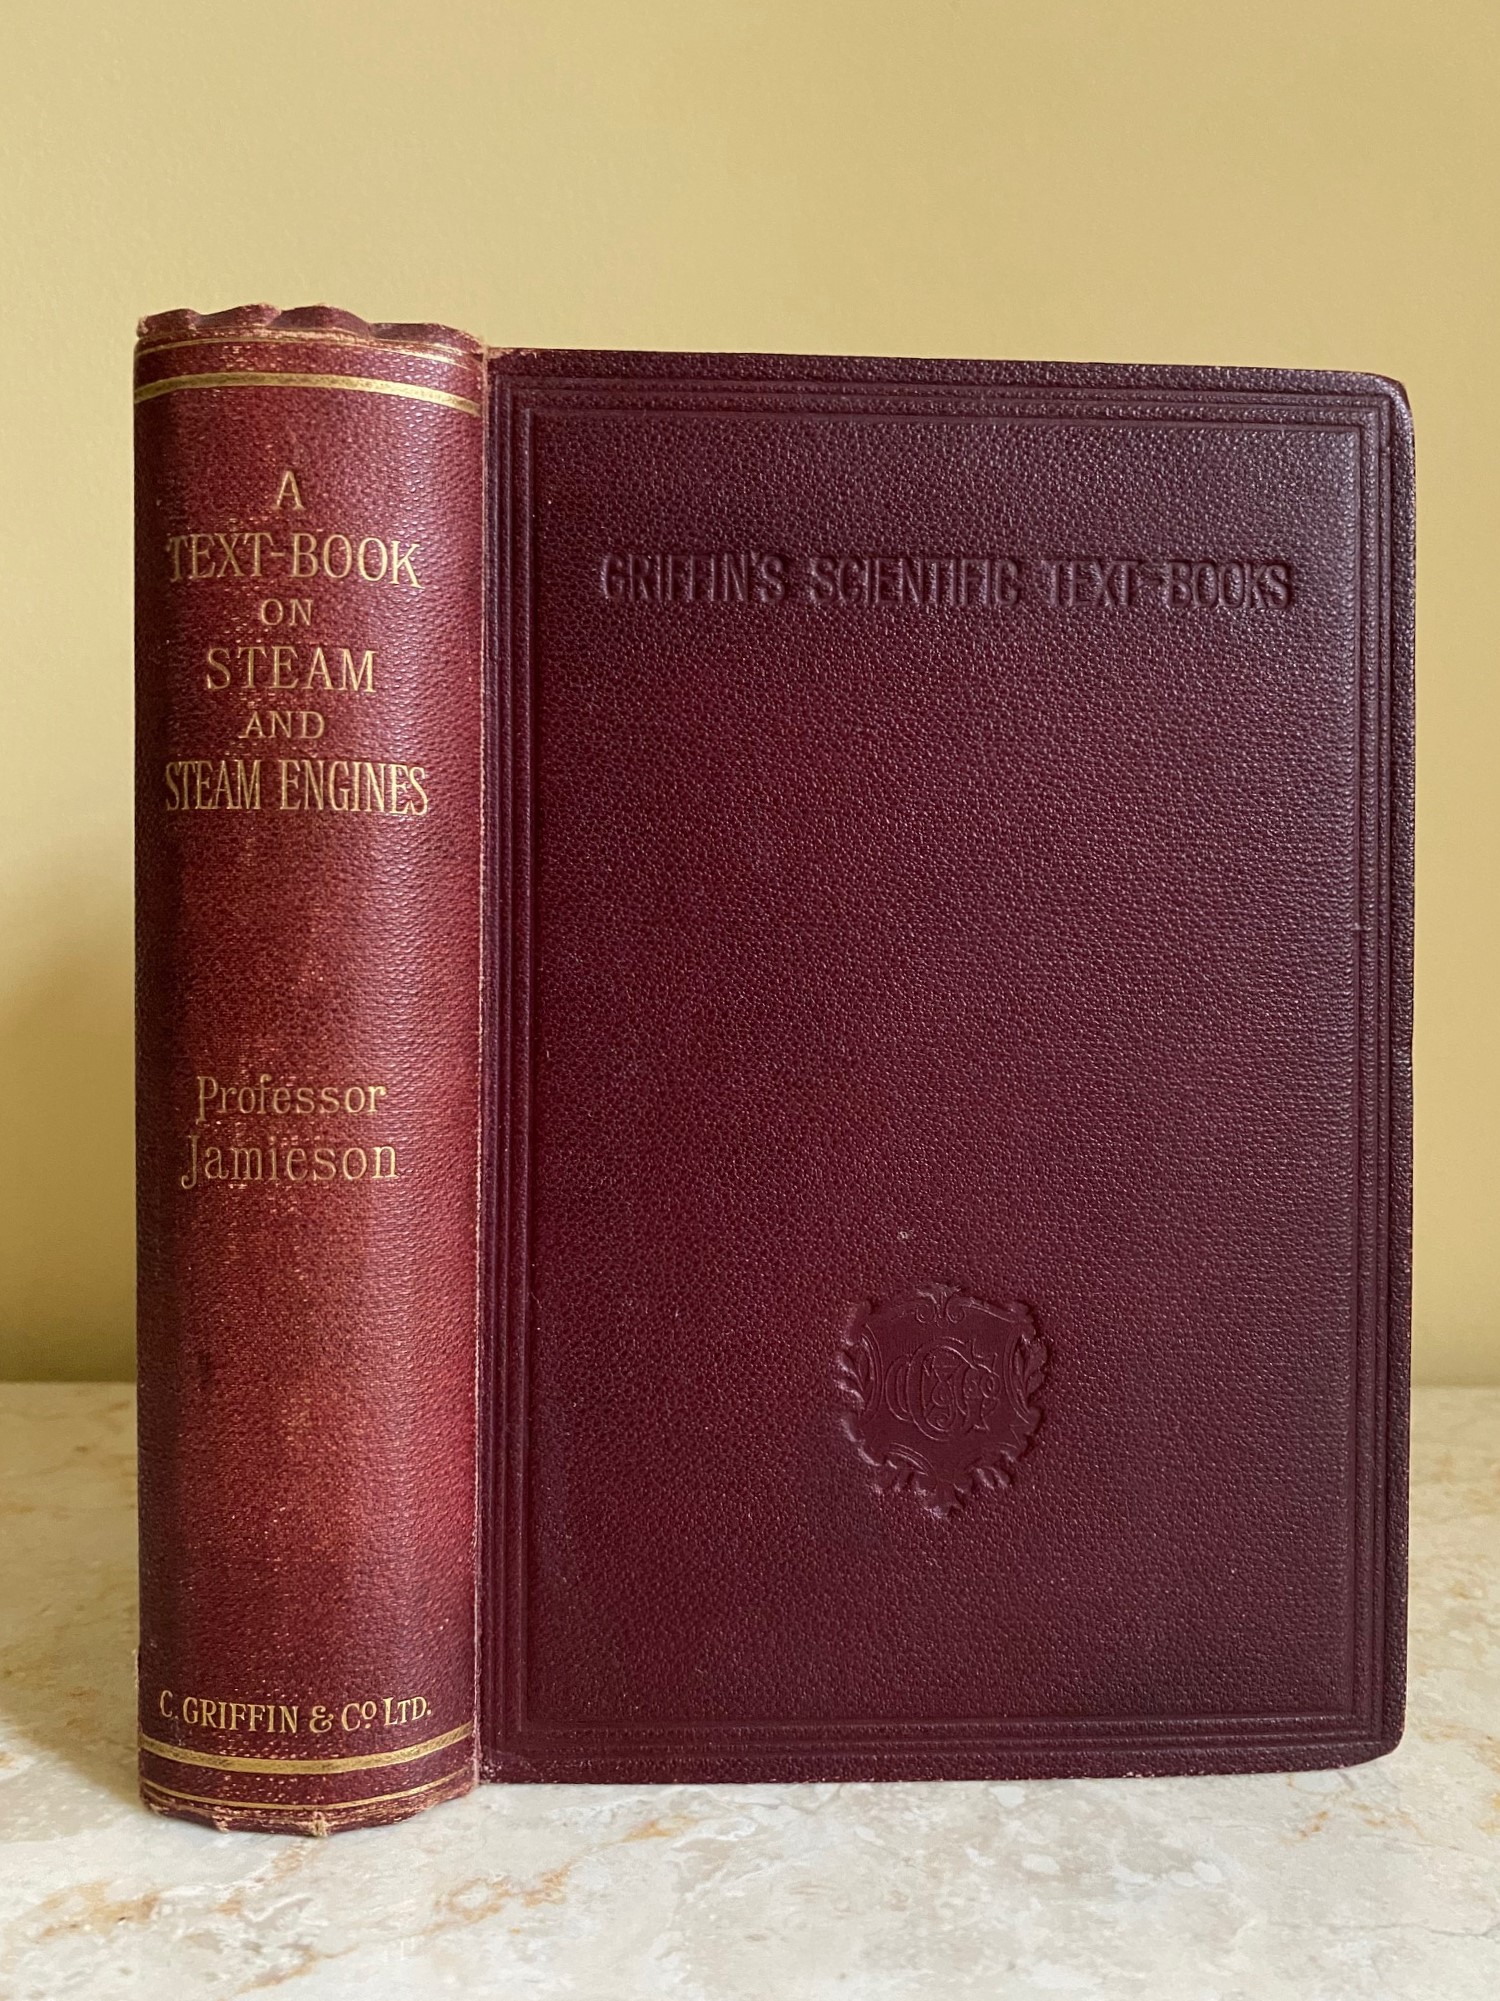 A
TEXT-BOOK
ON
STEAM
AND
STEAM ENGINES
Professor
Jamieson
C. GRIFFIN & Co LTD.
GRIFFIN'S SCIENTIFIC TEXT-BOOKS